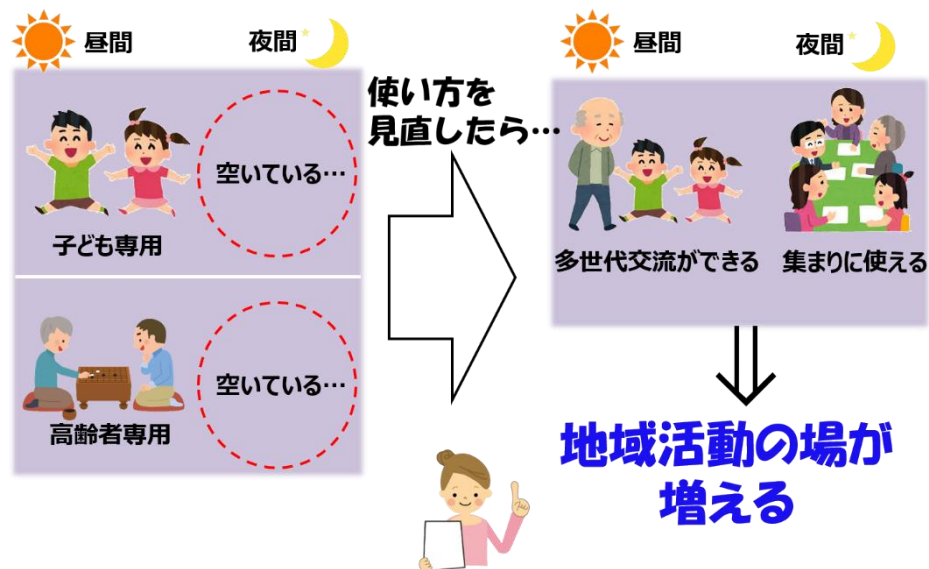 昼間
夜間
空いている…
子ども専用
空いている…
高齢者専用
使い方を
見直したら…
昼間
夜間
多世代交流ができる
集まりに使える
地域活動の場が
増える